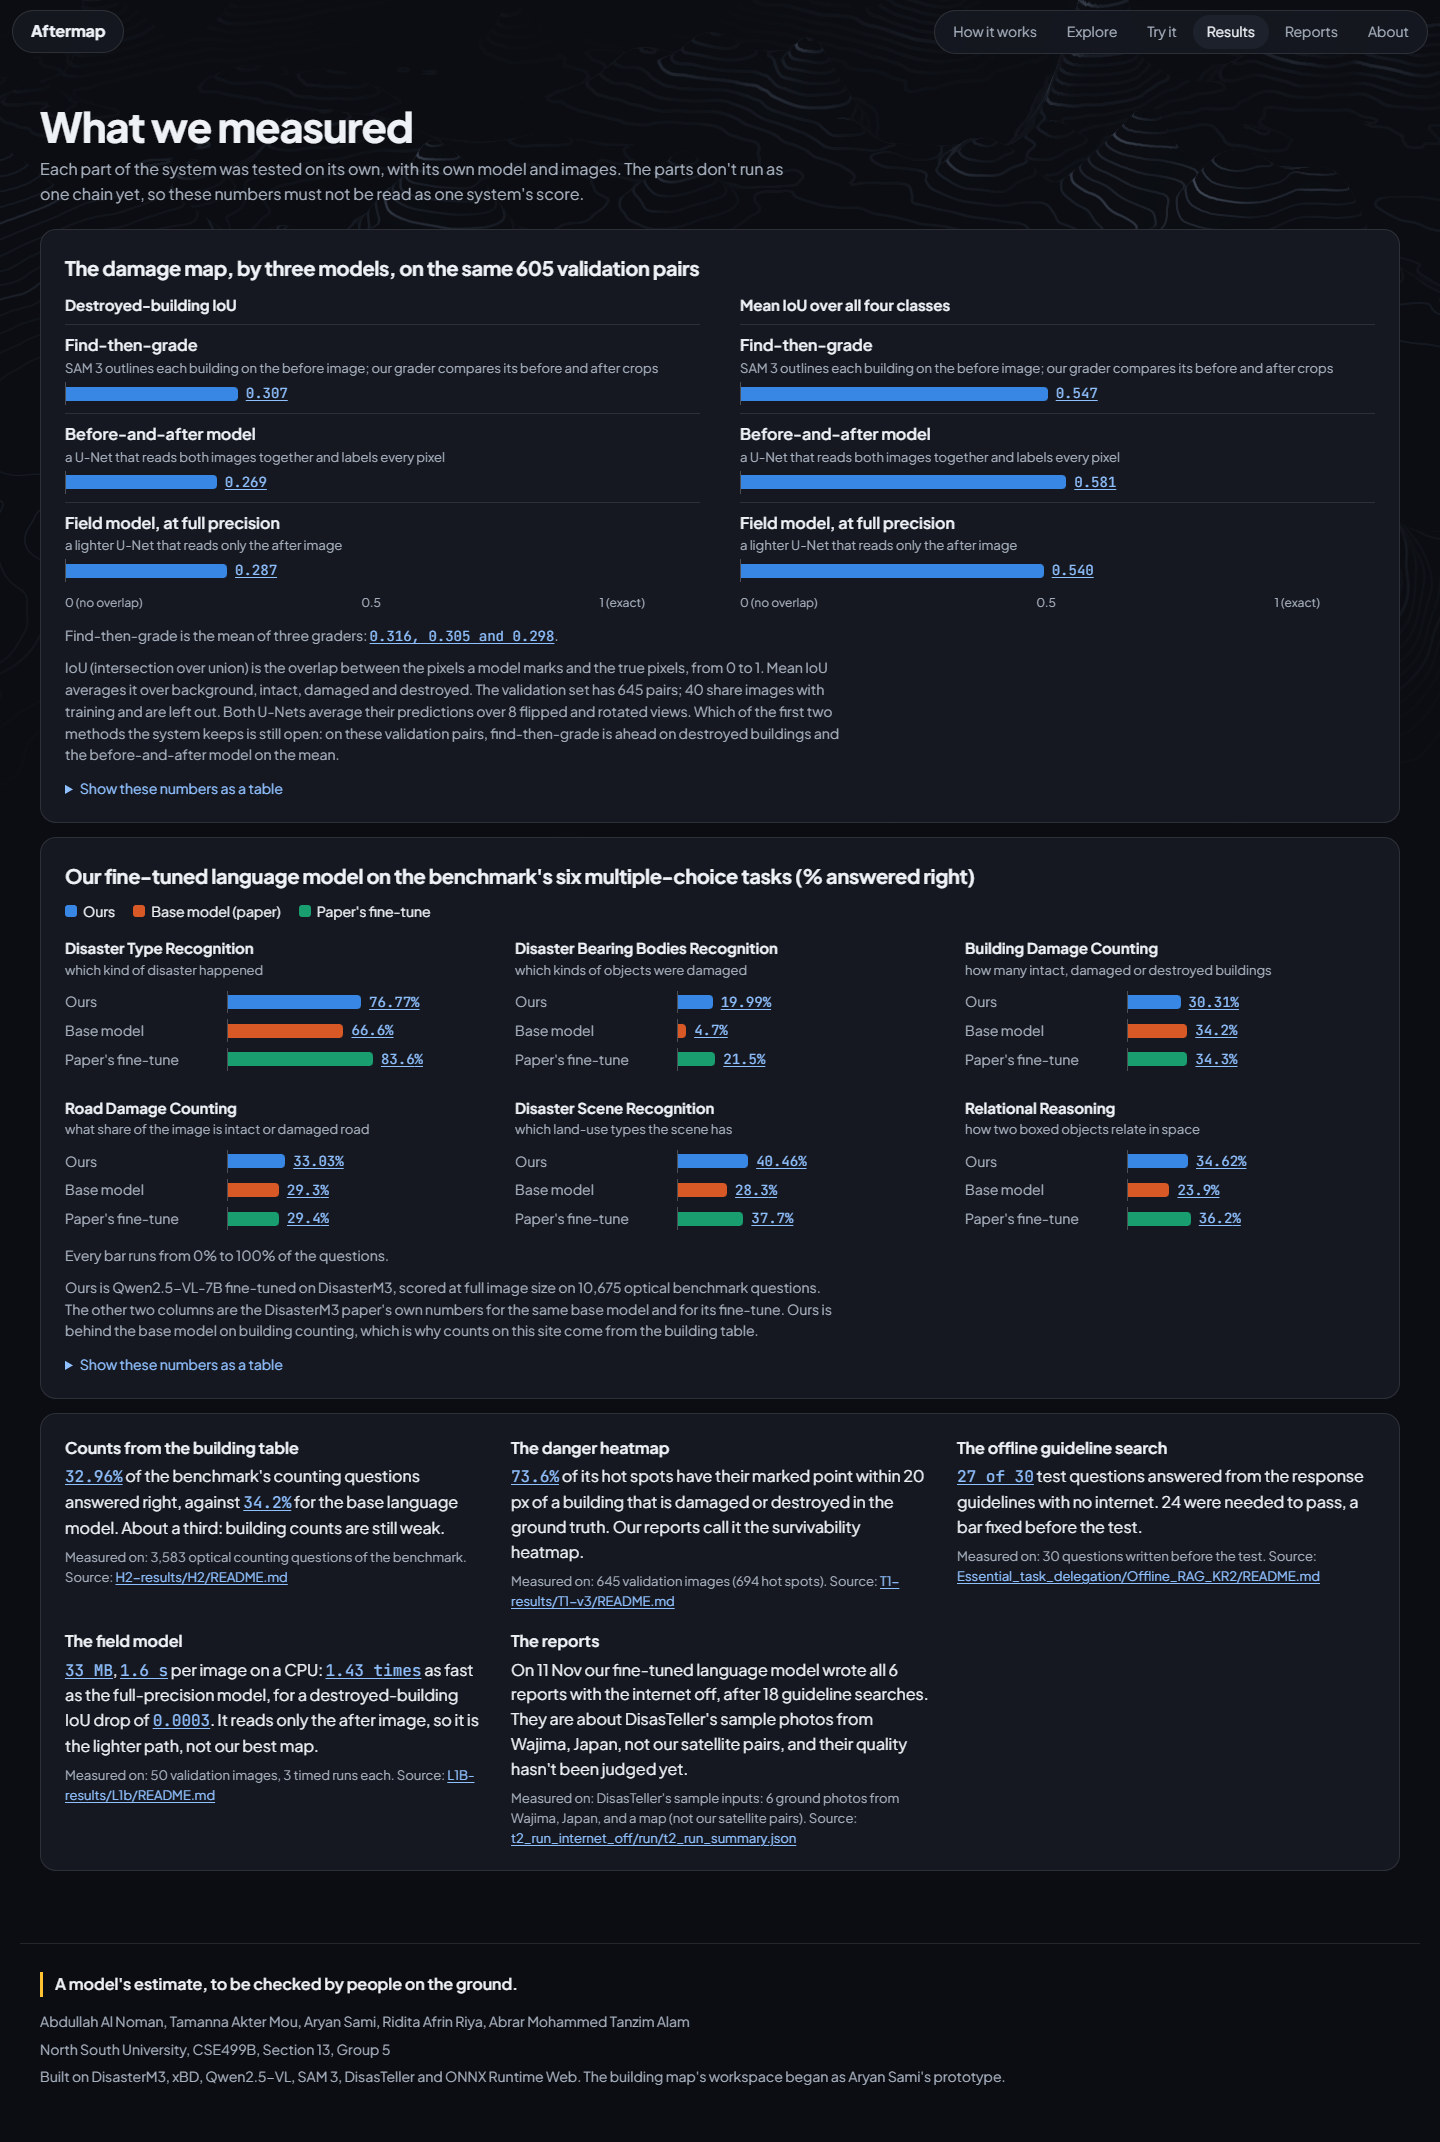 Aftermap
How it works
Explore
Try it
Results
Reports
About
What we measured
Each part of the system was tested on its own, with its own model and images. The parts don't run as
one chain yet, so these numbers must not be read as one system's score.
The damage map, by three models, on the same 605 validation pairs
Destroyed-building IoU
Find-then-grade
SAM 3 outlines each building on the before image; our grader compares its before and after crops
0.307
Before-and-after model
a U-Net that reads both images together and labels every pixel
0.269
Field model, at full precision
a lighter U-Net that reads only the after image
0.287
0 (no overlap) 0.5 1 (exact)
Mean IoU over all four classes
Find-then-grade
SAM 3 outlines each building on the before image; our grader compares its before and after crops
0.547
Before-and-after model
a U-Net that reads both images together and labels every pixel
0.581
Field model, at full precision
a lighter U-Net that reads only the after image
0.540
0 (no overlap) 0.5 1 (exact)
Find-then-grade is the mean of three graders: 0.316, 0.305 and 0.298.
IoU (intersection over union) is the overlap between the pixels a model marks and the true pixels, from 0 to 1. Mean IoU
averages it over background, intact, damaged and destroyed. The validation set has 645 pairs; 40 share images with
training and are left out. Both U-Nets average their predictions over 8 flipped and rotated views. Which of the first two
methods the system keeps is still open: on these validation pairs, find-then-grade is ahead on destroyed buildings and
the before-and-after model on the mean.
▶ Show these numbers as a table
Our fine-tuned language model on the benchmark's six multiple-choice tasks (% answered right)
Ours Base model (paper) Paper's fine-tune
Disaster Type Recognition
which kind of disaster happened
Ours 76.77%
Base model 66.6%
Paper's fine-tune 83.6%
Disaster Bearing Bodies Recognition
which kinds of objects were damaged
Ours 19.99%
Base model 4.7%
Paper's fine-tune 21.5%
Building Damage Counting
how many intact, damaged or destroyed buildings
Ours 30.31%
Base model 34.2%
Paper's fine-tune 34.3%
Road Damage Counting
what share of the image is intact or damaged road
Ours 33.03%
Base model 29.3%
Paper's fine-tune 29.4%
Disaster Scene Recognition
which land-use types the scene has
Ours 40.46%
Base model 28.3%
Paper's fine-tune 37.7%
Relational Reasoning
how two boxed objects relate in space
Ours 34.62%
Base model 23.9%
Paper's fine-tune 36.2%
Every bar runs from 0% to 100% of the questions.
Ours is Qwen2.5-VL-7B fine-tuned on DisasterM3, scored at full image size on 10,675 optical benchmark questions.
The other two columns are the DisasterM3 paper's own numbers for the same base model and for its fine-tune. Ours is
behind the base model on building counting, which is why counts on this site come from the building table.
▶ Show these numbers as a table
Counts from the building table
32.96% of the benchmark's counting questions
answered right, against 34.2% for the base language
model. About a third: building counts are still weak.
Measured on: 3,583 optical counting questions of the benchmark.
Source: H2-results/H2/README.md
The danger heatmap
73.6% of its hot spots have their marked point within 20
px of a building that is damaged or destroyed in the
ground truth. Our reports call it the survivability
heatmap.
Measured on: 645 validation images (694 hot spots). Source: T1-
results/T1-v3/README.md
The offline guideline search
27 of 30 test questions answered from the response
guidelines with no internet. 24 were needed to pass, a
bar fixed before the test.
Measured on: 30 questions written before the test. Source:
Essential_task_delegation/Offline_RAG_KR2/README.md
The field model
33 MB, 1.6 s per image on a CPU: 1.43 times as fast
as the full-precision model, for a destroyed-building
IoU drop of 0.0003. It reads only the after image, so it is
the lighter path, not our best map.
Measured on: 50 validation images, 3 timed runs each. Source: L1B-
results/L1b/README.md
The reports
On 11 Nov our fine-tuned language model wrote all 6
reports with the internet off, after 18 guideline searches.
They are about DisasTeller's sample photos from
Wajima, Japan, not our satellite pairs, and their quality
hasn't been judged yet.
Measured on: DisasTeller's sample inputs: 6 ground photos from
Wajima, Japan, and a map (not our satellite pairs). Source:
t2_run_internet_off/run/t2_run_summary.json
A model's estimate, to be checked by people on the ground.
Abdullah Al Noman, Tamanna Akter Mou, Aryan Sami, Ridita Afrin Riya, Abrar Mohammed Tanzim Alam
North South University, CSE499B, Section 13, Group 5
Built on DisasterM3, xBD, Qwen2.5-VL, SAM 3, DisasTeller and ONNX Runtime Web. The building map's workspace began as Aryan Sami's prototype.